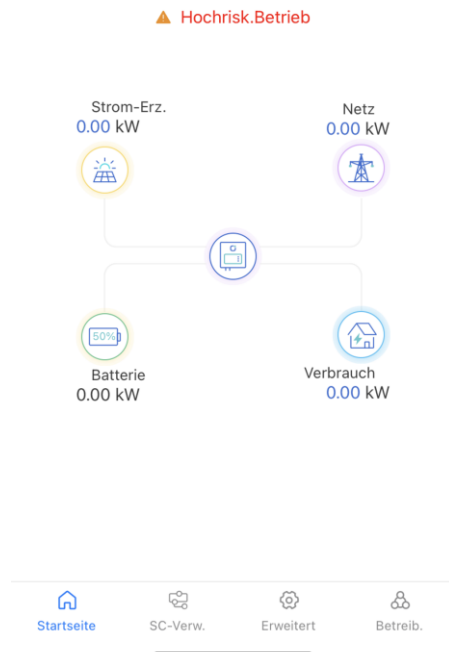 Hochrisk.Betrieb
Strom-Erz.
0.00 kW
Netz
0.00 kW
50%
Batterie
0.00 kW
Verbrauch
0.00 kW
Startseite
SC-Verw.
Erweitert
Betreib.